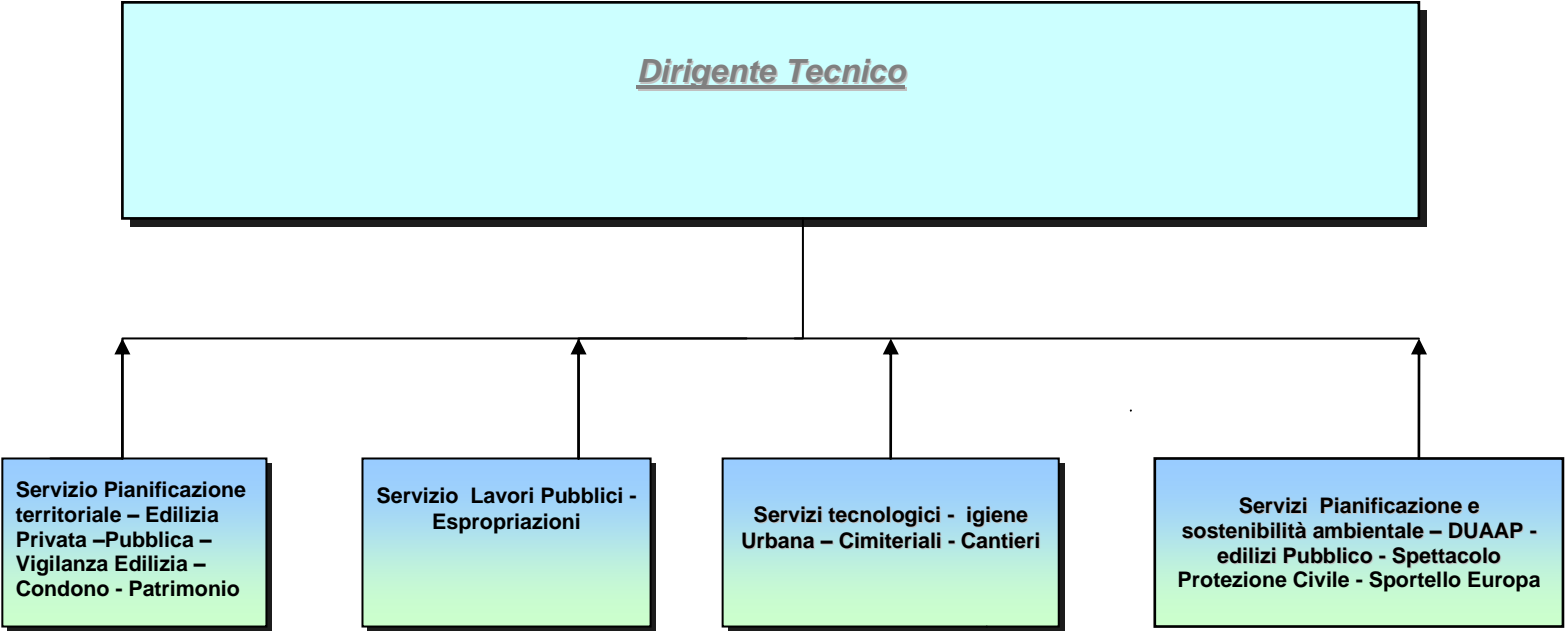 Dirigente Tecnico
Servizio Pianificazione
territoriale – Edilizia
Privata –Pubblica –
Vigilanza Edilizia –
Condono - Patrimonio
Servizio  Lavori Pubblici -
Espropriazioni
Servizi tecnologici -  igiene
Urbana – Cimiteriali - Cantieri
Servizi  Pianificazione e
sostenibilità ambientale – DUAAP -
edilizi Pubblico - Spettacolo
Protezione Civile - Sportello Europa